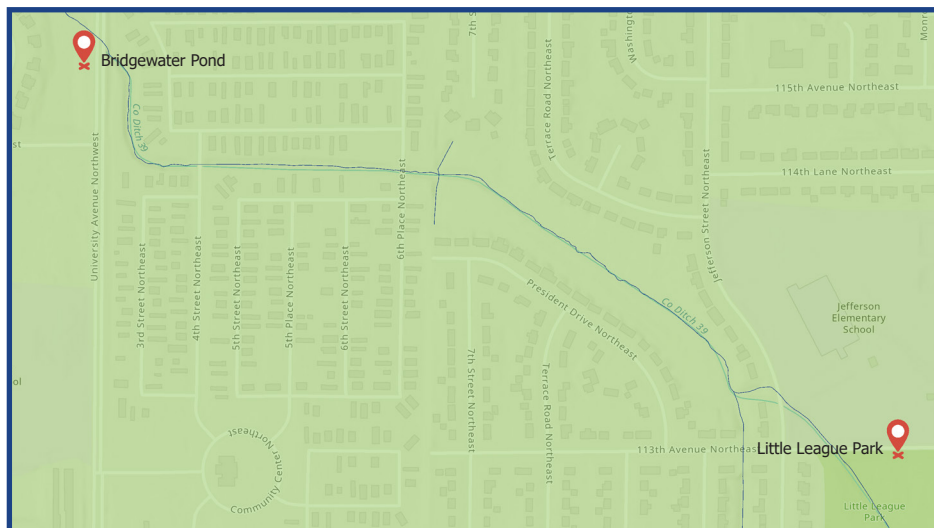 7th S
Washing
Mon
Bridgewater Pond
Co Ditch 39
Terrace Road Northeast
115th Avenue Northeast
st
114th Lane Northeast
University Avenue Northwest
6th Place Northeast
Jefferson Street Northeast
3rd Street Northeast
4th Street Northeast
5th Street Northeast
5th Place Northeast
6th Street Northeast
President Drive Northeast
Co Ditch 39
Jefferson
Elementary
School
ol
7th Street Northeast
Terrace Road Northeast
Community Center Northeast
113th Avenue Northeast
Little League Park
Little League
Park